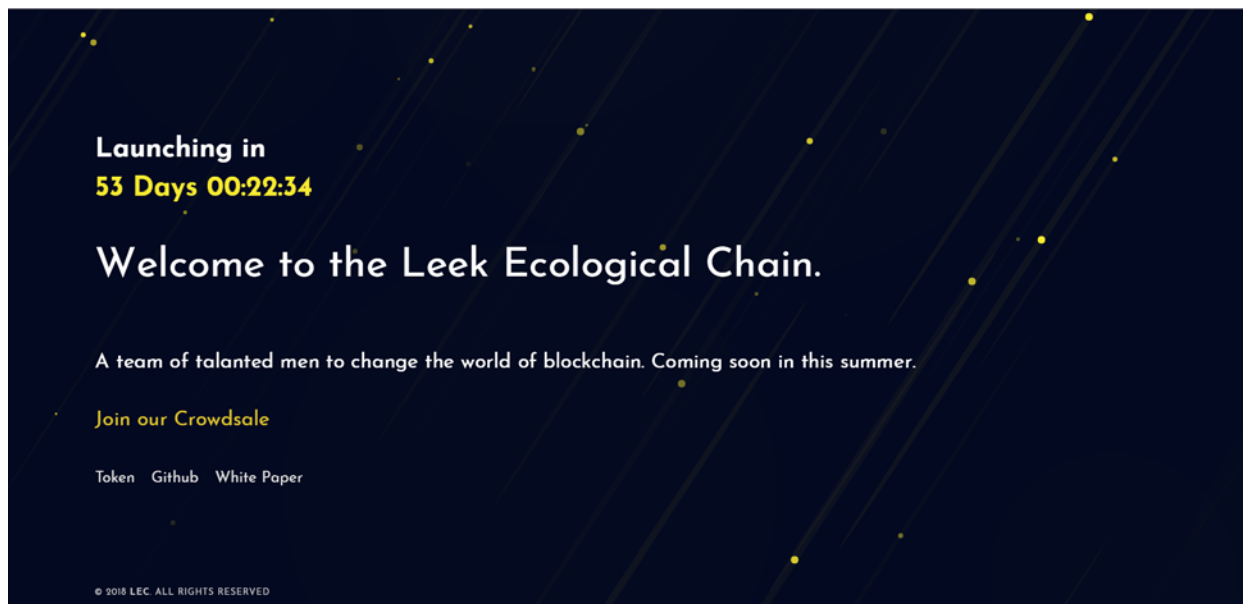 Launching in
53 Days 00:22:34
Welcome to the Leek Ecological Chain.
A team of talanted men to change the world of blockchain. Coming soon in this summer.
Join our Crowdsale
Token Github White Paper
© 2018 LEC. ALL RIGHTS RESERVED